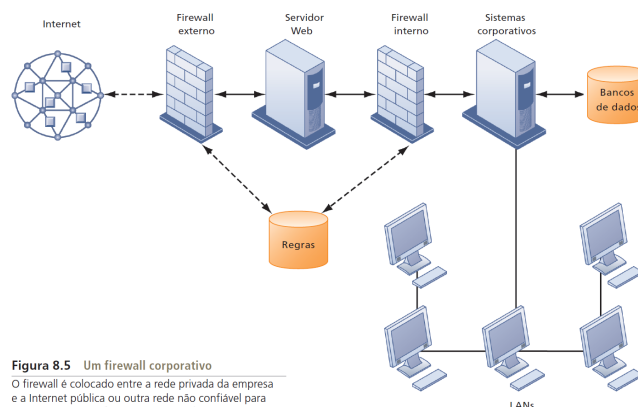 Internet
Firewall
externo
Servidor
Web
Firewall
interno
Sistemas
corporativos
Bancos
de dados
Regras
Figura 8.5 Um firewall corporativo
O firewall é colocado entre a rede privada da empresa
e a Internet pública ou outra rede não confiável para
LANs